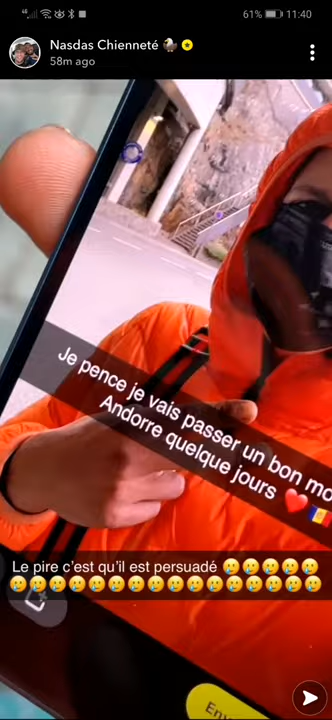 61% 11:40
Nasdas Chienneté 🐔
58m ago
Je pence je vais passer un bon mo
Andorre quelque jours ❤️🇦🇩
Le pire c'est qu'il est persuadé 🥲🥲🥲🥲🥲
🥲🥲🥲🥲🥲🥲🥲🥲🥲🥲🥲🥲🥲🥲🥲🥲
Env